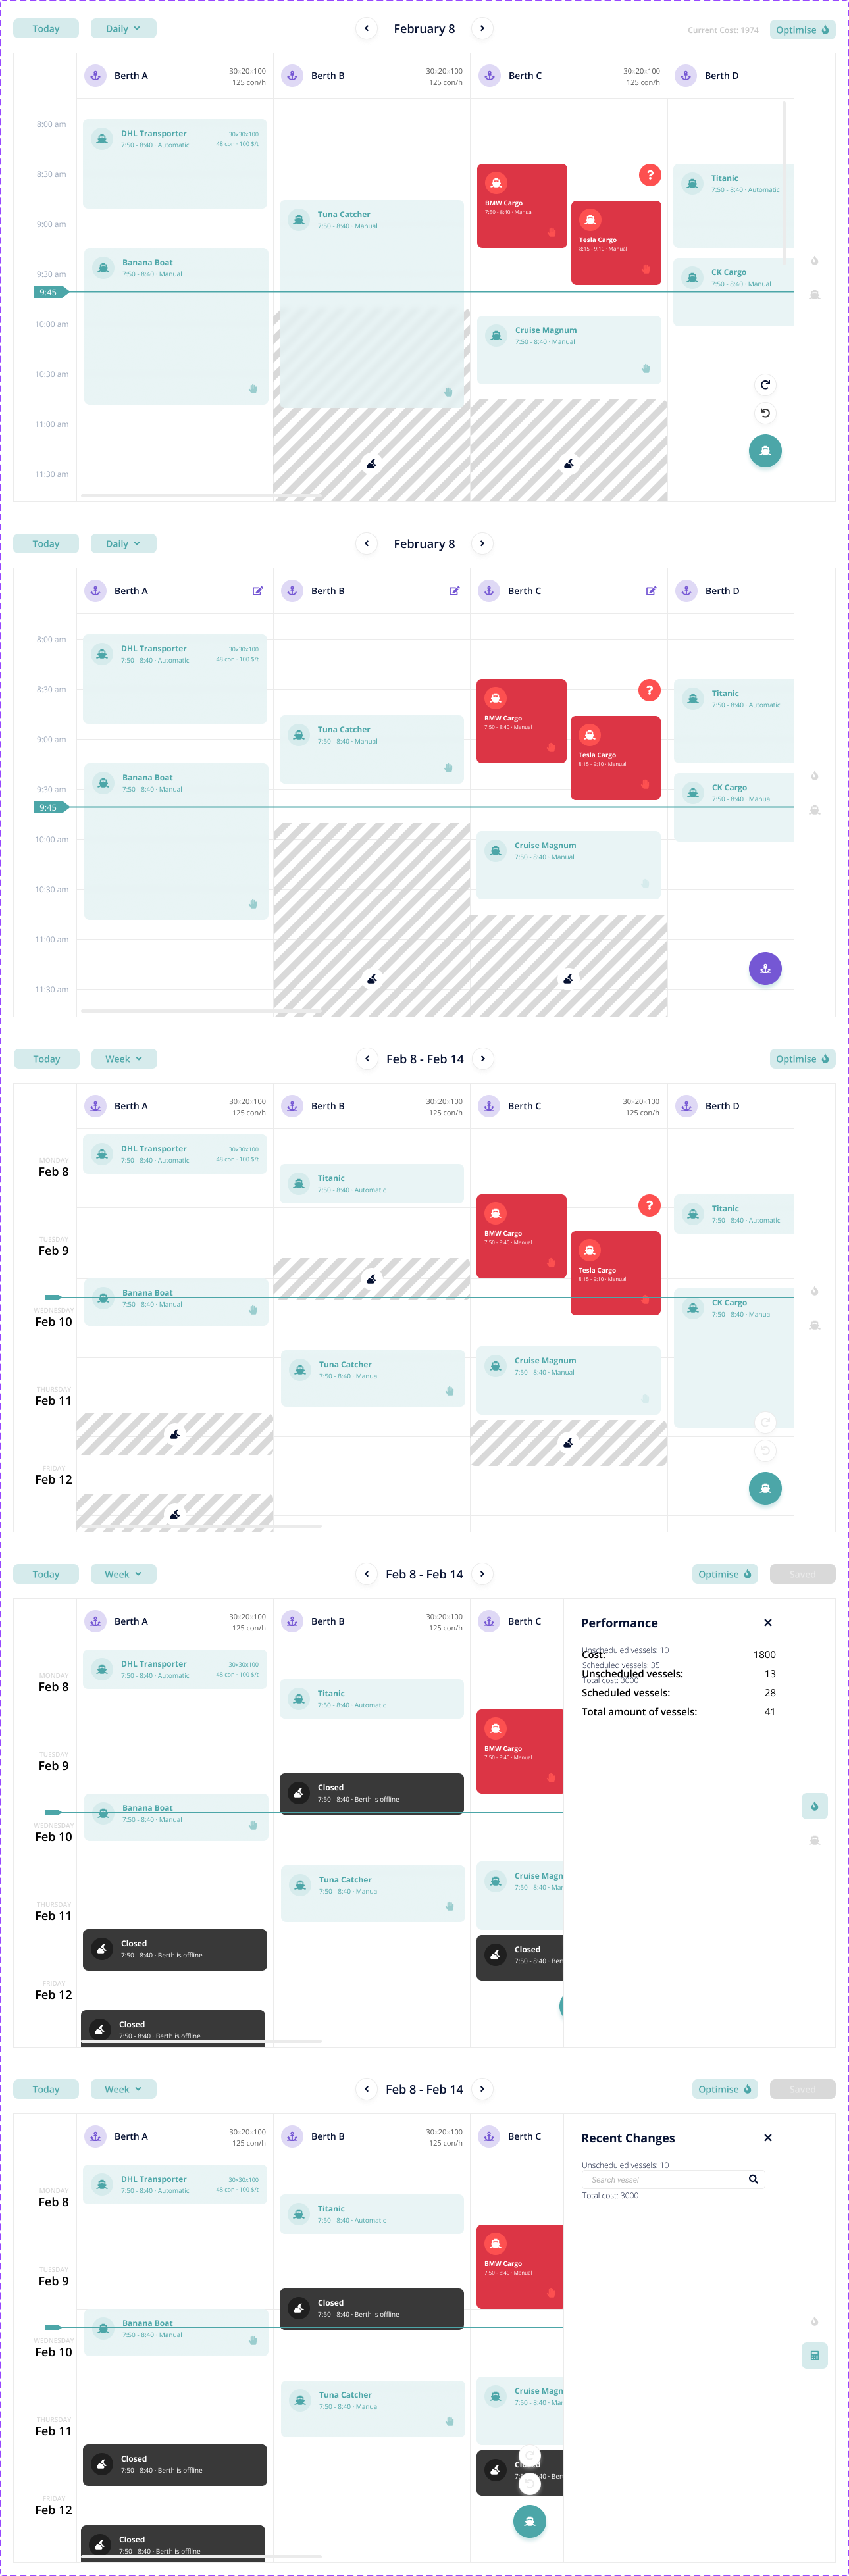 Today
Daily
February 8
Current Cost: 1974
Optimise
Berth A
30·20·100
125 con/h
Berth B
30·20·100
125 con/h
Berth C
30·20·100
125 con/h
Berth D
8:00 am
8:30 am
9:00 am
9:30 am
9:45
10:00 am
10:30 am
11:00 am
11:30 am
DHL Transporter
7:50 - 8:40 · Automatic
30x30x100
48 con · 100 $/t
Banana Boat
7:50 - 8:40 · Manual
Tuna Catcher
7:50 - 8:40 · Manual
BMW Cargo
7:50 - 8:40 · Manual
?
Tesla Cargo
8:15 - 9:10 · Manual
Cruise Magnum
7:50 - 8:40 · Manual
Titanic
7:50 - 8:40 · Automatic
CK Cargo
7:50 - 8:40 · Manual
Today
Daily
February 8
Berth A
Berth B
Berth C
Berth D
8:00 am
8:30 am
9:00 am
9:30 am
9:45
10:00 am
10:30 am
11:00 am
11:30 am
DHL Transporter
7:50 - 8:40 · Automatic
30x30x100
48 con · 100 $/t
Banana Boat
7:50 - 8:40 · Manual
Tuna Catcher
7:50 - 8:40 · Manual
BMW Cargo
7:50 - 8:40 · Manual
?
Tesla Cargo
8:15 - 9:10 · Manual
Cruise Magnum
7:50 - 8:40 · Manual
Titanic
7:50 - 8:40 · Automatic
CK Cargo
7:50 - 8:40 · Manual
Today
Week
Feb 8 - Feb 14
Optimise
Berth A
30·20·100
125 con/h
Berth B
30·20·100
125 con/h
Berth C
30·20·100
125 con/h
Berth D
MONDAY
Feb 8
TUESDAY
Feb 9
WEDNESDAY
Feb 10
THURSDAY
Feb 11
FRIDAY
Feb 12
DHL Transporter
7:50 - 8:40 · Automatic
30x30x100
48 con · 100 $/t
Banana Boat
7:50 - 8:40 · Manual
Titanic
7:50 - 8:40 · Automatic
Tuna Catcher
7:50 - 8:40 · Manual
BMW Cargo
7:50 - 8:40 · Manual
?
Tesla Cargo
8:15 - 9:10 · Manual
Cruise Magnum
7:50 - 8:40 · Manual
Titanic
7:50 - 8:40 · Automatic
CK Cargo
7:50 - 8:40 · Manual
Today
Week
Feb 8 - Feb 14
Optimise
Saved
Berth A
30·20·100
125 con/h
Berth B
30·20·100
125 con/h
Berth C
MONDAY
Feb 8
TUESDAY
Feb 9
WEDNESDAY
Feb 10
THURSDAY
Feb 11
FRIDAY
Feb 12
DHL Transporter
7:50 - 8:40 · Automatic
30x30x100
48 con · 100 $/t
Banana Boat
7:50 - 8:40 · Manual
Closed
7:50 - 8:40 · Berth is offline
Closed
7:50 - 8:40 · Berth is offline
Titanic
7:50 - 8:40 · Automatic
Closed
7:50 - 8:40 · Berth is offline
Tuna Catcher
7:50 - 8:40 · Manual
BMW Cargo
7:50 - 8:40 · Manual
Cruise Magn
7:50 - 8:40 · Mar
Closed
7:50 - 8:40 · Bert
Performance
Unscheduled vessels: 10
Cost: 1800
Scheduled vessels: 35
Unscheduled vessels: 13
Total cost: 3000
Scheduled vessels: 28
Total amount of vessels: 41
Today
Week
Feb 8 - Feb 14
Optimise
Saved
Berth A
30·20·100
125 con/h
Berth B
30·20·100
125 con/h
Berth C
MONDAY
Feb 8
TUESDAY
Feb 9
WEDNESDAY
Feb 10
THURSDAY
Feb 11
FRIDAY
Feb 12
DHL Transporter
7:50 - 8:40 · Automatic
30x30x100
48 con · 100 $/t
Banana Boat
7:50 - 8:40 · Manual
Closed
7:50 - 8:40 · Berth is offline
Closed
7:50 - 8:40 · Berth is offline
Titanic
7:50 - 8:40 · Automatic
Closed
7:50 - 8:40 · Berth is offline
Tuna Catcher
7:50 - 8:40 · Manual
BMW Cargo
7:50 - 8:40 · Manual
Cruise Magn
7:50 - 8:40 · Mar
Recent Changes
Unscheduled vessels: 10
Search vessel
Total cost: 3000